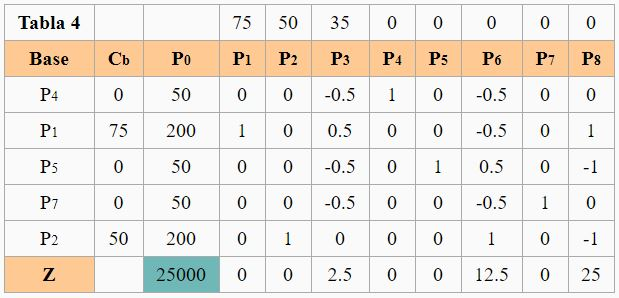 Tabla 4 75 50 35 0 0 0 0 0
Base Cb P0 P1 P2 P3 P4 P5 P6 P7 P8
P4 0 50 0 0 -0.5 1 0 -0.5 0 0
P1 75 200 1 0 0.5 0 0 -0.5 0 1
P5 0 50 0 0 -0.5 0 1 0.5 0 -1
P7 0 50 0 0 -0.5 0 0 -0.5 1 0
P2 50 200 0 1 0 0 0 1 0 -1
Z 25000 0 0 2.5 0 0 12.5 0 25